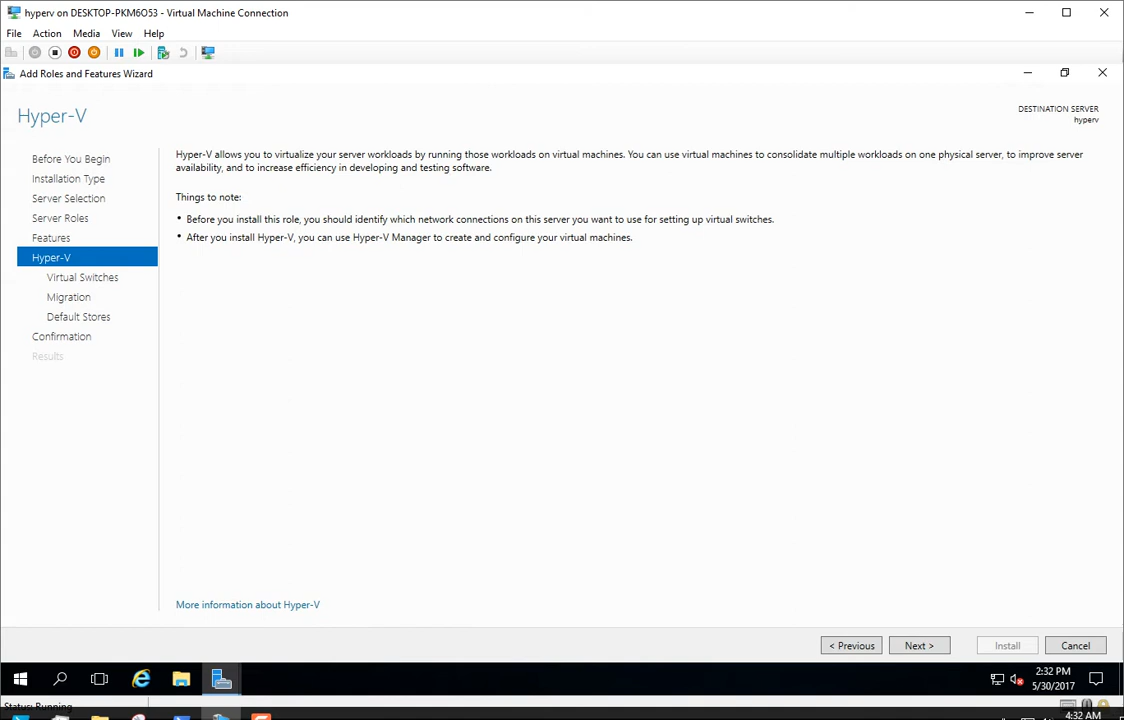 hyperv on DESKTOP-PKM6O53 - Virtual Machine Connection
File Action Media View Help
Add Roles and Features Wizard
Hyper-V
DESTINATION SERVER
hyperv
Before You Begin
Installation Type
Server Selection
Server Roles
Features
Hyper-V
Virtual Switches
Migration
Default Stores
Confirmation
Results
Hyper-V allows you to virtualize your server workloads by running those workloads on virtual machines. You can use virtual machines to consolidate multiple workloads on one physical server, to improve server
availability, and to increase efficiency in developing and testing software.
Things to note:
• Before you install this role, you should identify which network connections on this server you want to use for setting up virtual switches.
• After you install Hyper-V, you can use Hyper-V Manager to create and configure your virtual machines.
More information about Hyper-V
< Previous Next > Install Cancel
2:32 PM
5/30/2017
Status: Running
4:32 AM